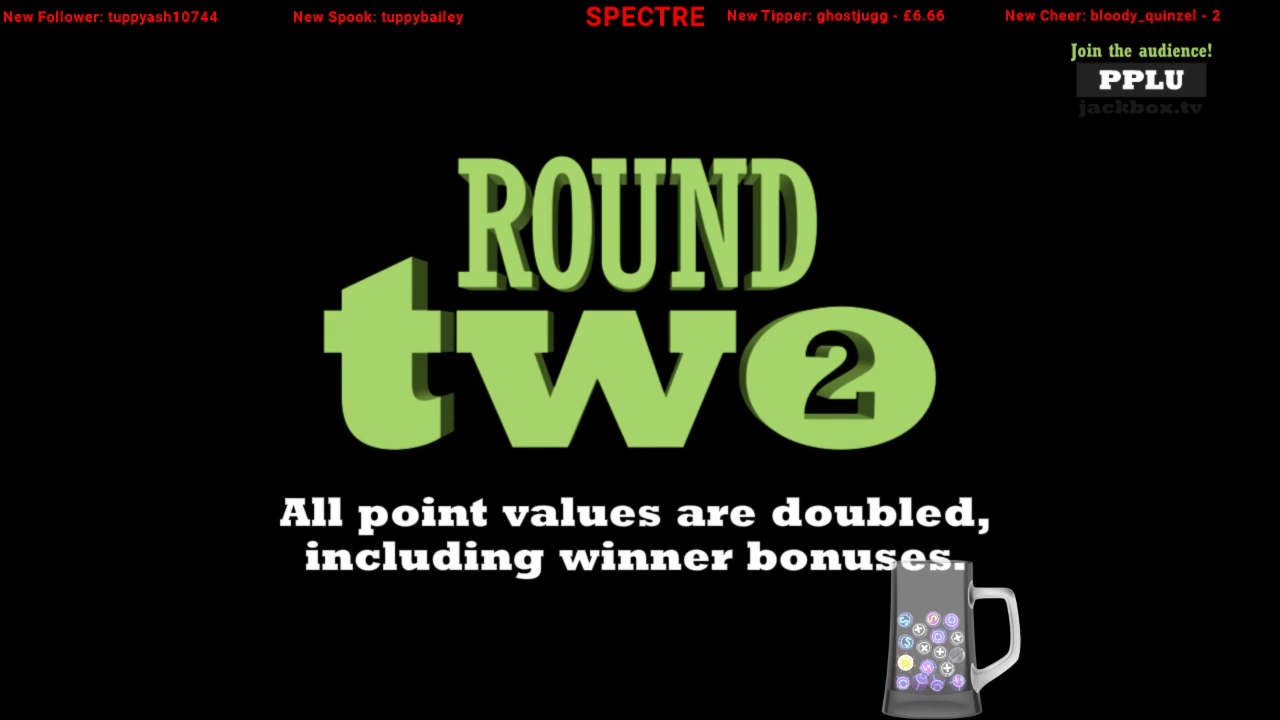 New Follower: tuppyash10744 New Spook: tuppybailey SPECTRE New Tipper: ghostjugg - £6.66 New Cheer: bloody_quinzel - 2
Join the audience!
PPLU
jackbox.tv
ROUND
two
2
All point values are doubled,
including winner bonuses.